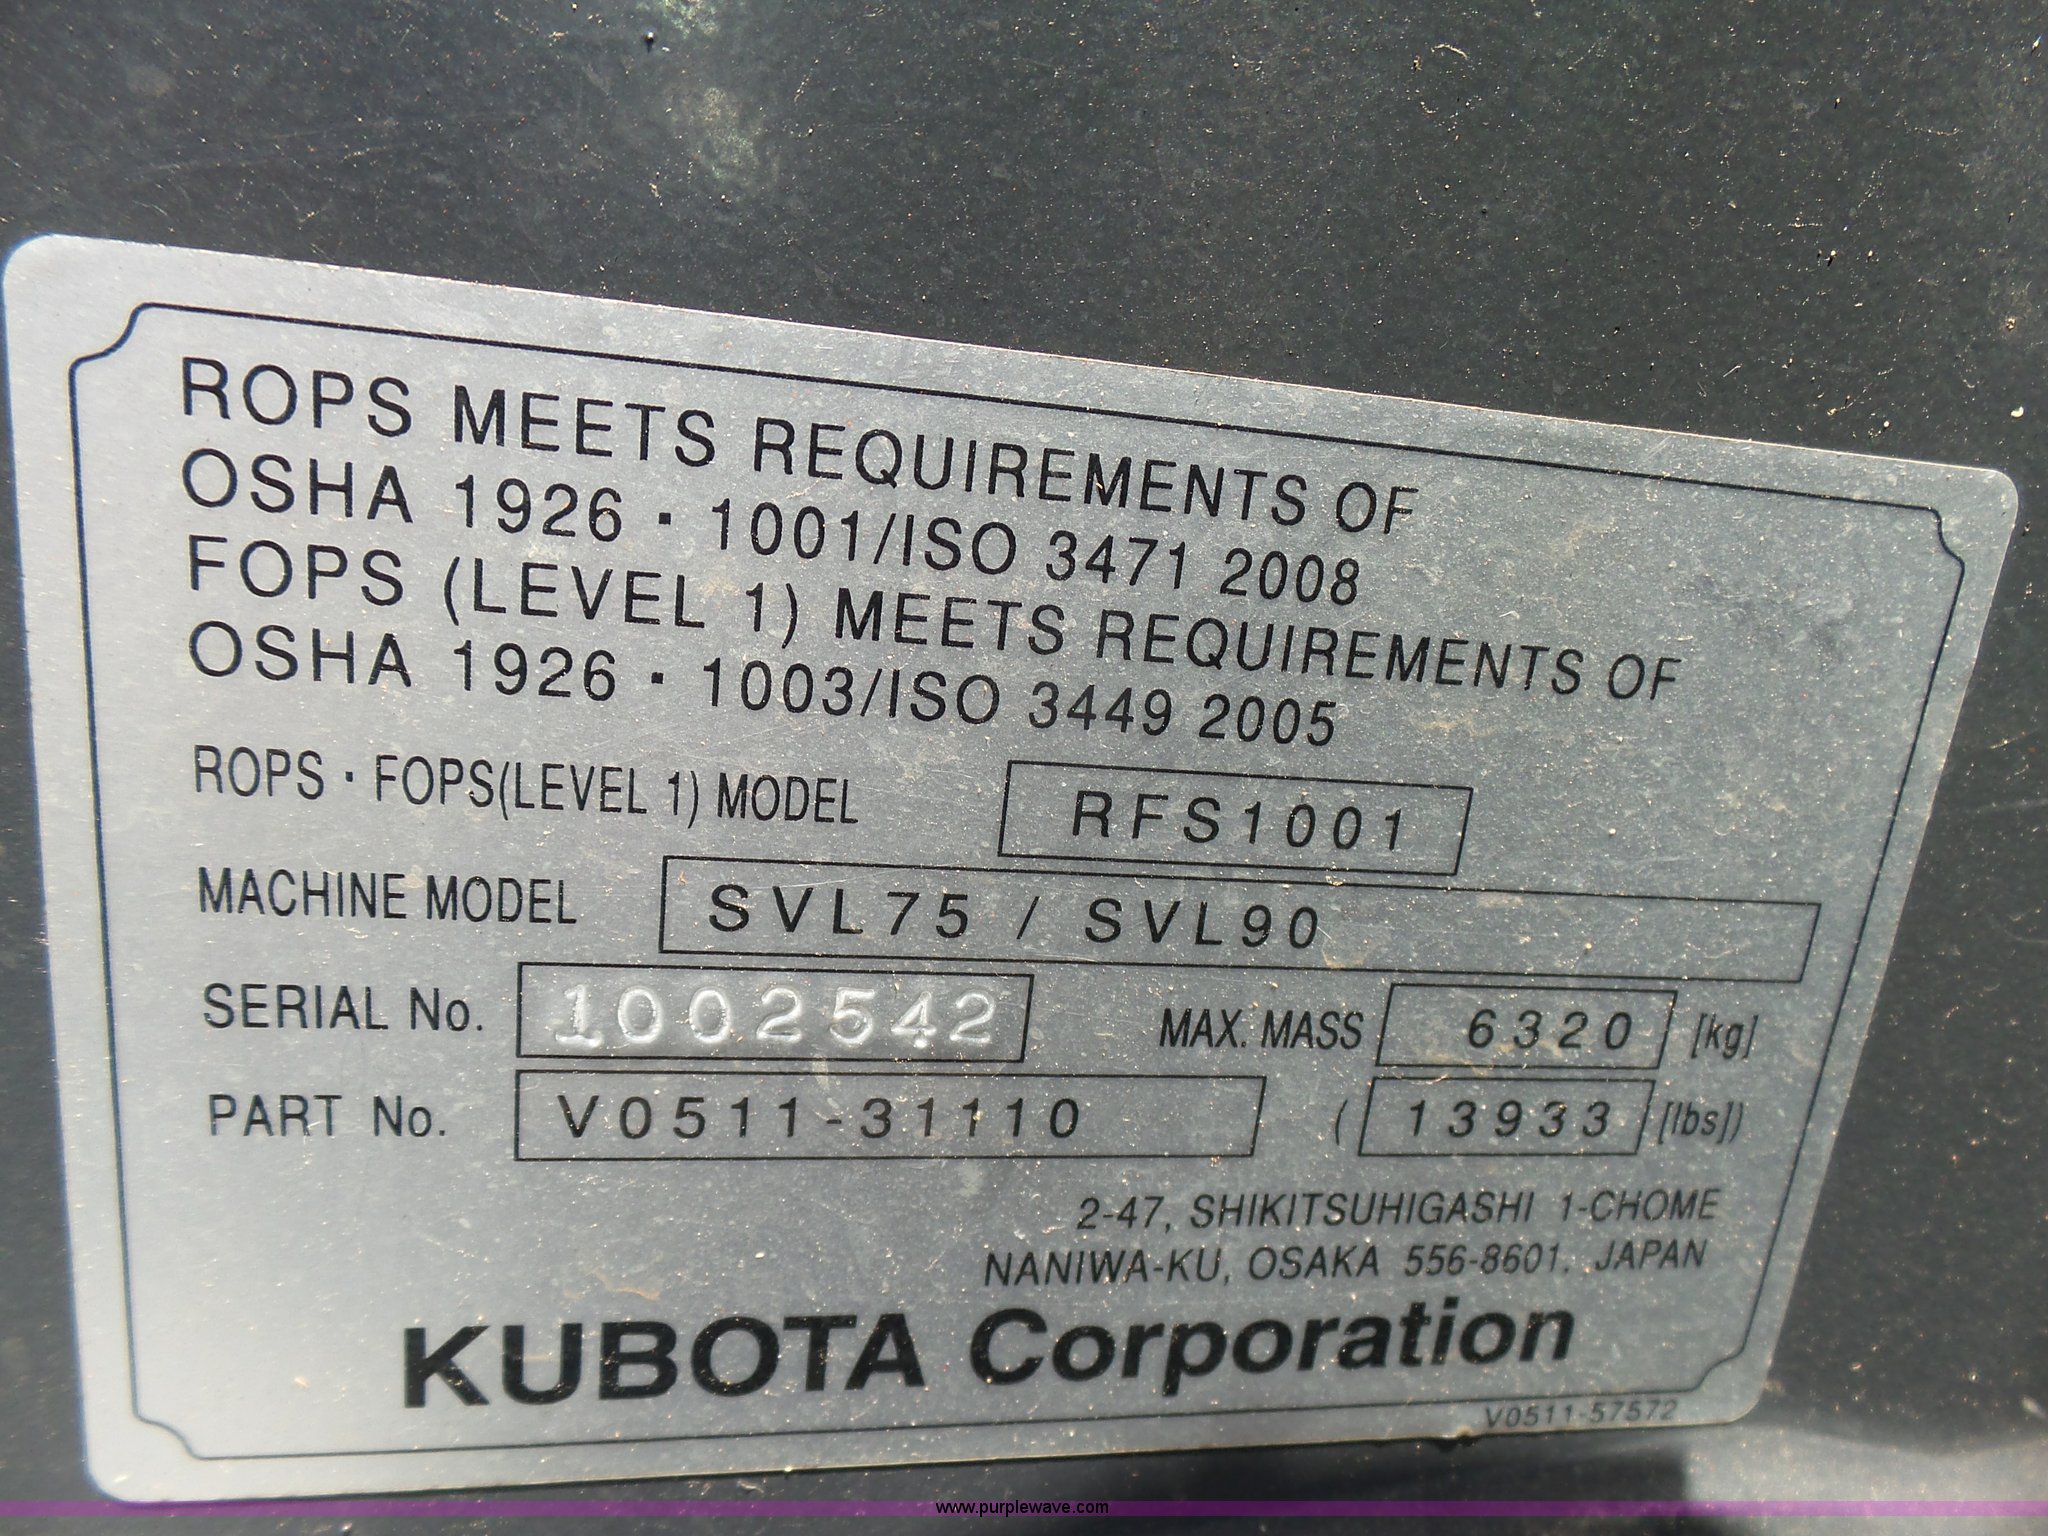 ROPS MEETS REQUIREMENTS OF
OSHA 1926 · 1001/ISO 3471 2008
FOPS (LEVEL 1) MEETS REQUIREMENTS OF
OSHA 1926 · 1003/ISO 3449 2005
ROPS · FOPS(LEVEL 1) MODEL RFS1001
MACHINE MODEL SVL75 / SVL90
SERIAL No. 1002542 MAX. MASS 6320 [kg]
PART No. V0511-31110 (13933 [lbs])
2-47, SHIKITSUHIGASHI 1-CHOME
NANIWA-KU, OSAKA 556-8601, JAPAN
KUBOTA Corporation
V0511-57572
www.purplewave.com